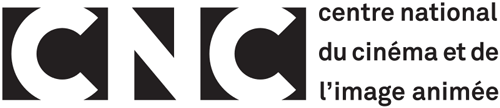 CNC
centre national
du cinéma et de
l'image animée